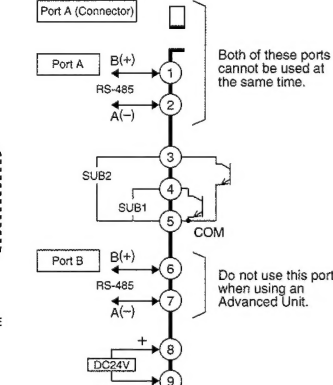 Port A (Connector)
Both of these ports
cannot be used at
the same time.
Port A
B(+)
RS-485
A(−)
1
2
3
SUB2
4
SUB1
5
COM
Port B
B(+)
RS-485
A(−)
6
7
Do not use this port
when using an
Advanced Unit.
+
8
DC24V
9